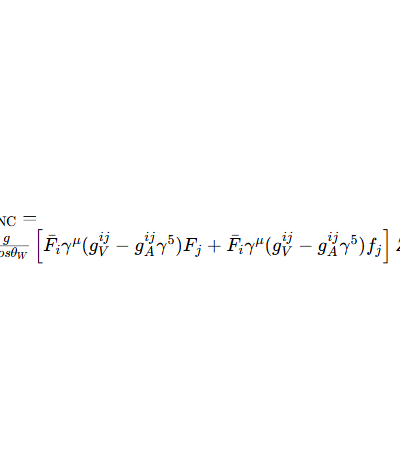 NC =
g/cosθ_W [F̄_i γ^μ (g_V^{ij} − g_A^{ij} γ^5) F_j + F̄_i γ^μ (g_V^{ij} − g_A^{ij} γ^5) f_j]